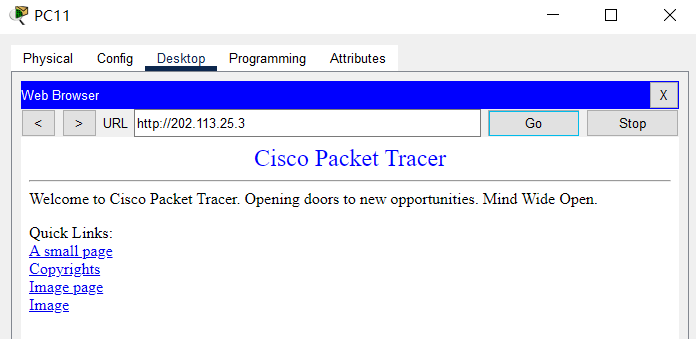 PC11
Physical Config Desktop Programming Attributes
Web Browser X
< > URL http://202.113.25.3 Go Stop
Cisco Packet Tracer
Welcome to Cisco Packet Tracer. Opening doors to new opportunities. Mind Wide Open.
Quick Links:
A small page
Copyrights
Image page
Image